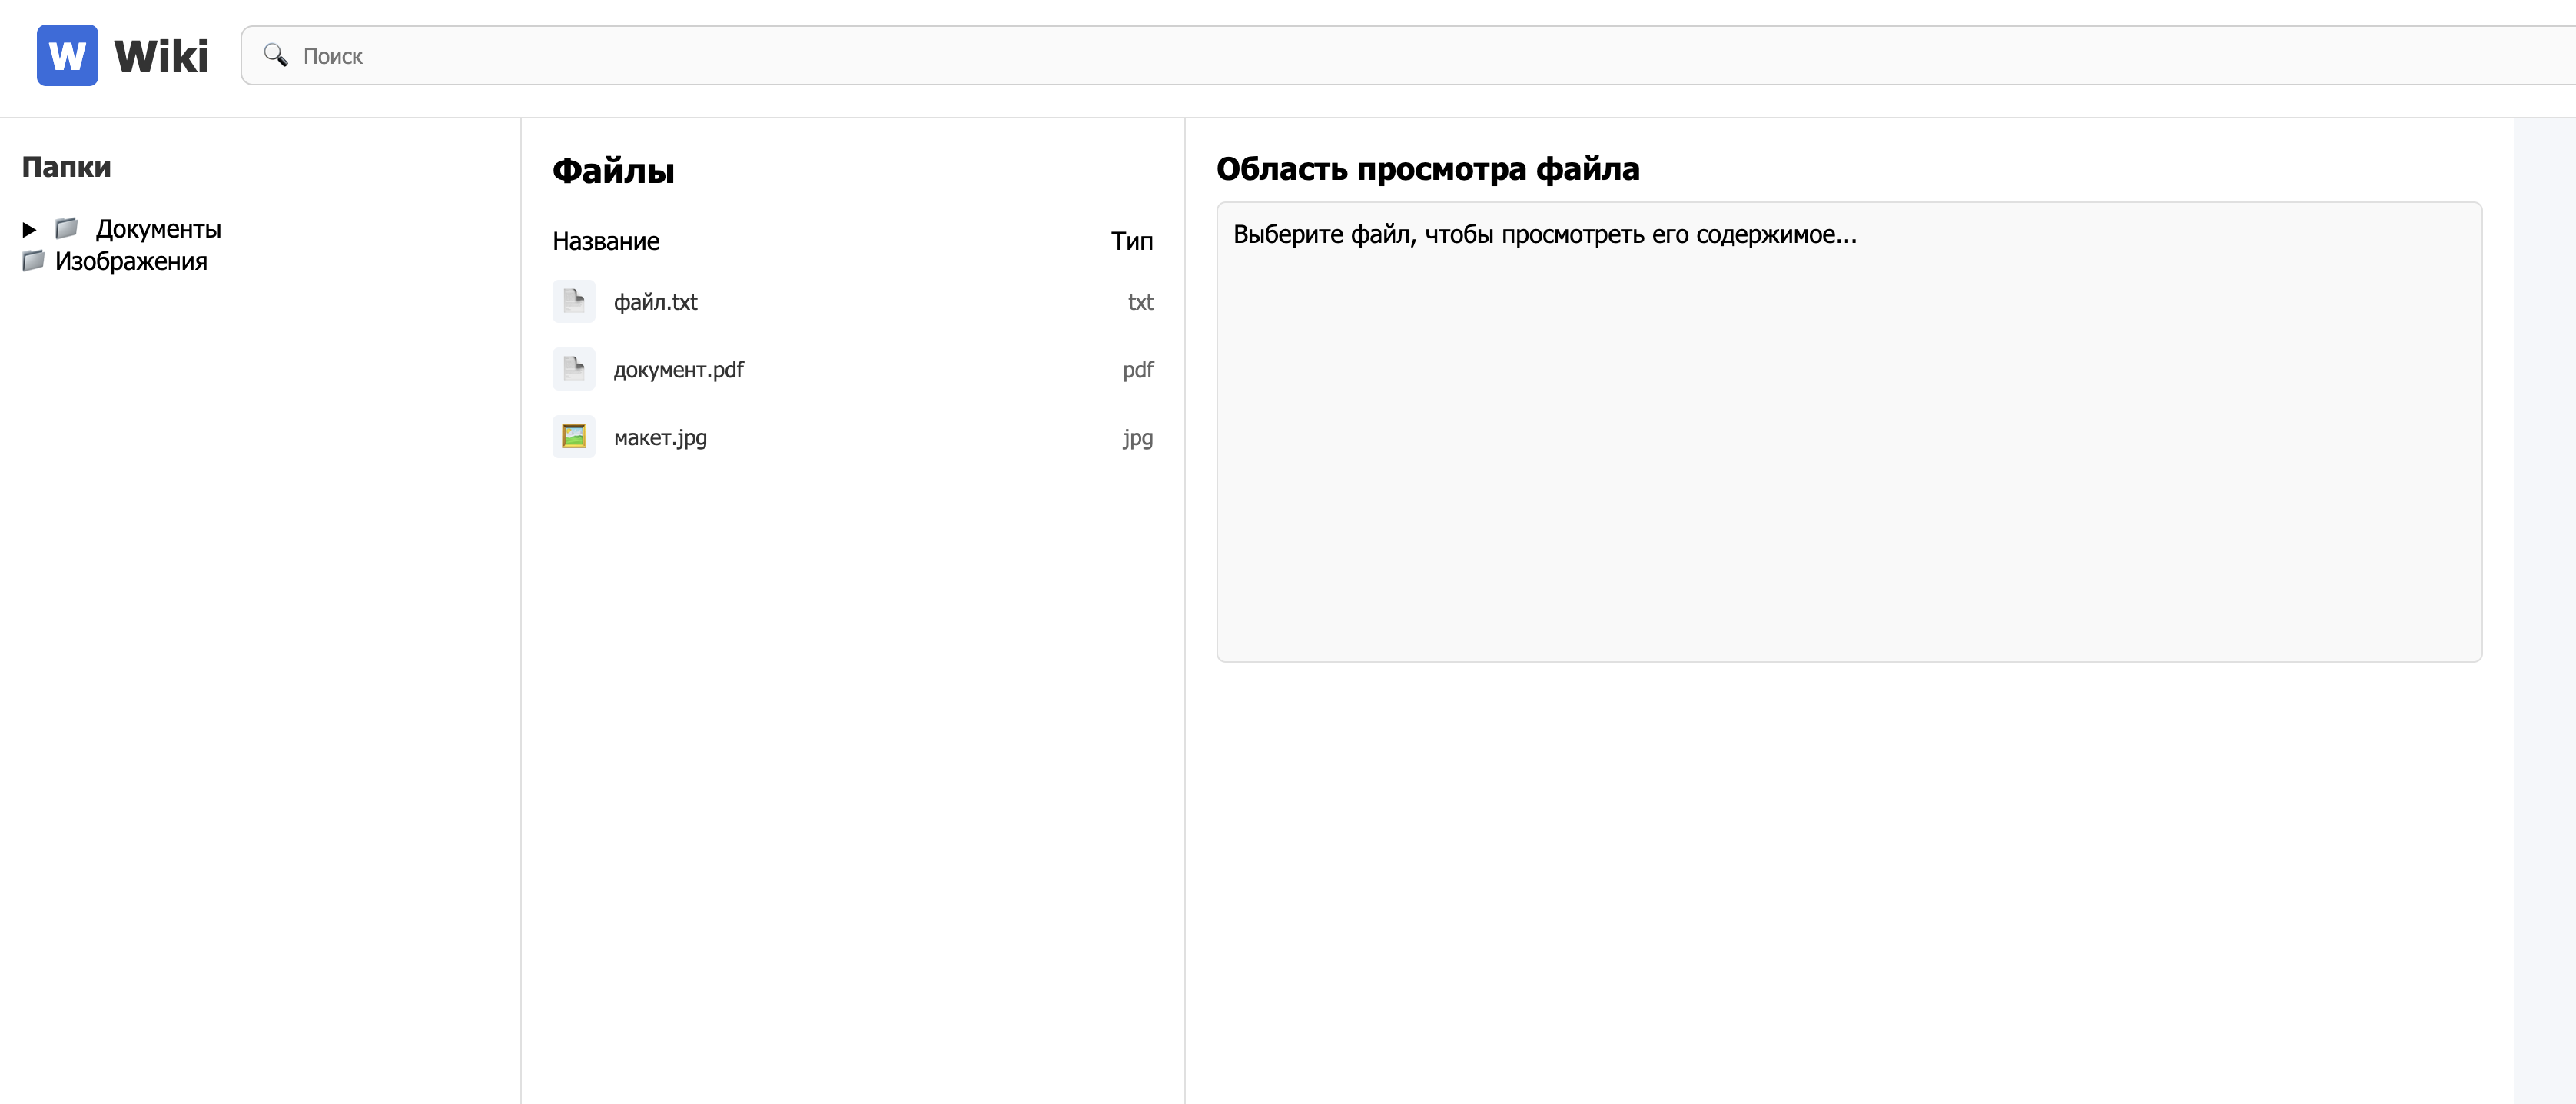 W Wiki
Поиск
Папки
Документы
Изображения
Файлы
Название Тип
файл.txt txt
документ.pdf pdf
макет.jpg jpg
Область просмотра файла
Выберите файл, чтобы просмотреть его содержимое...